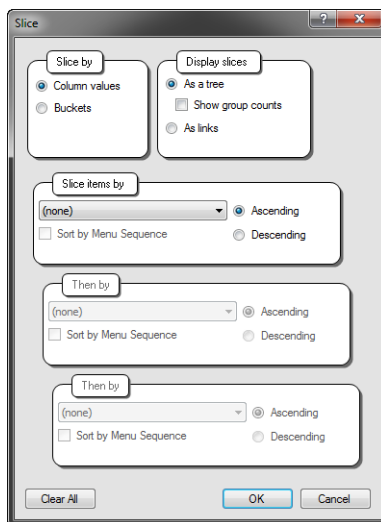 Slice
Slice by
Column values
Buckets
Display slices
As a tree
Show group counts
As links
Slice items by
(none)
Ascending
Sort by Menu Sequence
Descending
Then by
(none)
Ascending
Sort by Menu Sequence
Descending
Then by
(none)
Ascending
Sort by Menu Sequence
Descending
Clear All
OK
Cancel